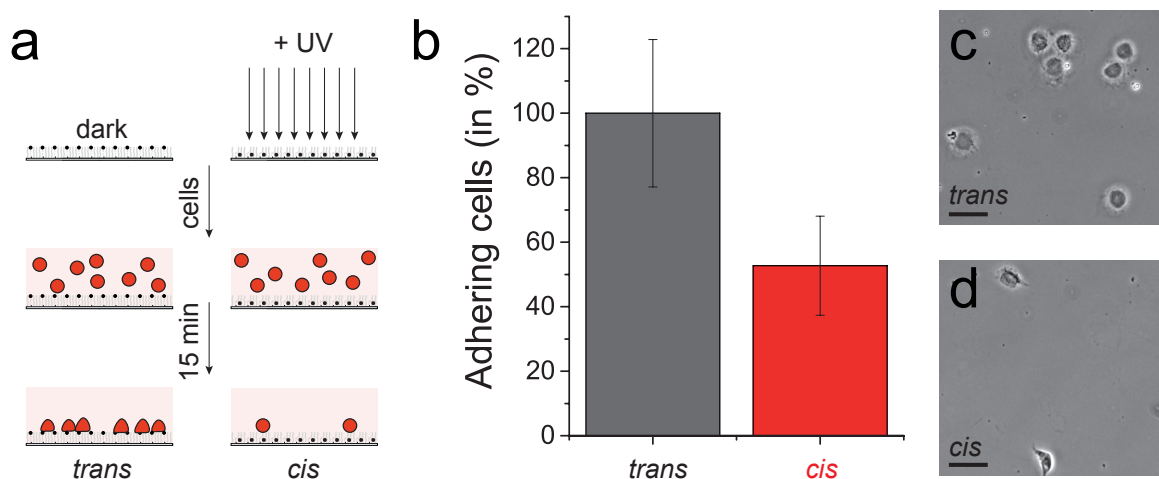 a
+ UV
dark
cells
15 min
trans
cis
b
Adhering cells (in %)
120
100
80
60
40
20
0
trans
cis
c
trans
d
cis